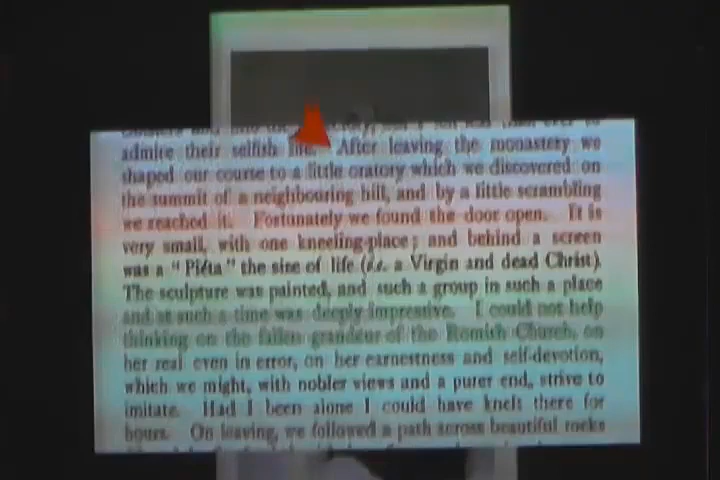 admire their selfish life. After leaving the monastery we
shaped our course to a little oratory which we discovered on
the summit of a neighbouring hill, and by a little scrambling
we reached it. Fortunately we found the door open. It is
very small, with one kneeling-place; and behind a screen
was a "Piéta" the size of life (i.e. a Virgin and dead Christ).
The sculpture was painted, and such a group in such a place
and at such a time was deeply impressive. I could not help
thinking on the fallen grandeur of the Romish Church, on
her real even in error, on her earnestness and self-devotion,
which we might, with nobler views and a purer end, strive to
imitate. Had I been alone I could have knelt there for
hours. On leaving, we followed a path across beautiful rocks